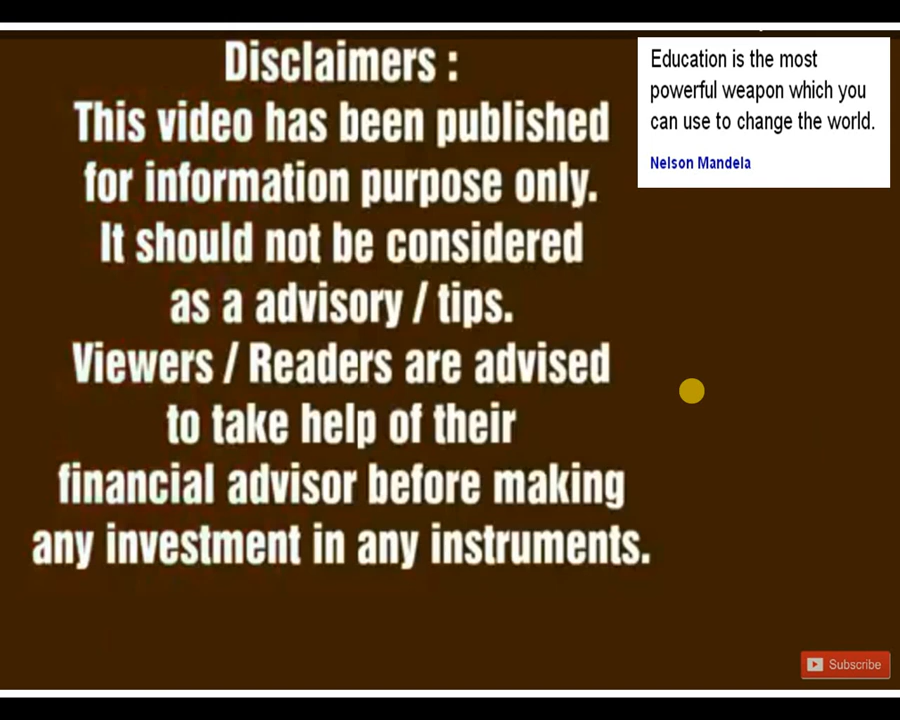 Disclaimers :
This video has been published
for information purpose only.
It should not be considered
as a advisory / tips.
Viewers / Readers are advised
to take help of their
financial advisor before making
any investment in any instruments.
Education is the most
powerful weapon which you
can use to change the world.
Nelson Mandela
Subscribe